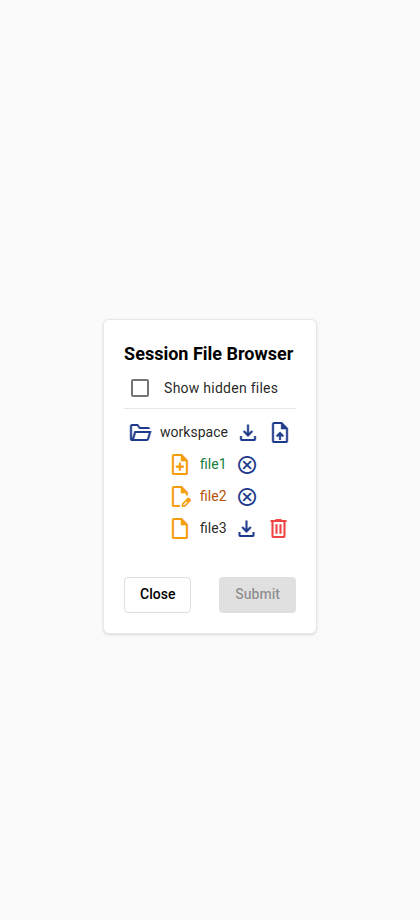 Session File Browser
Show hidden files
workspace
file1
file2
file3
Close Submit